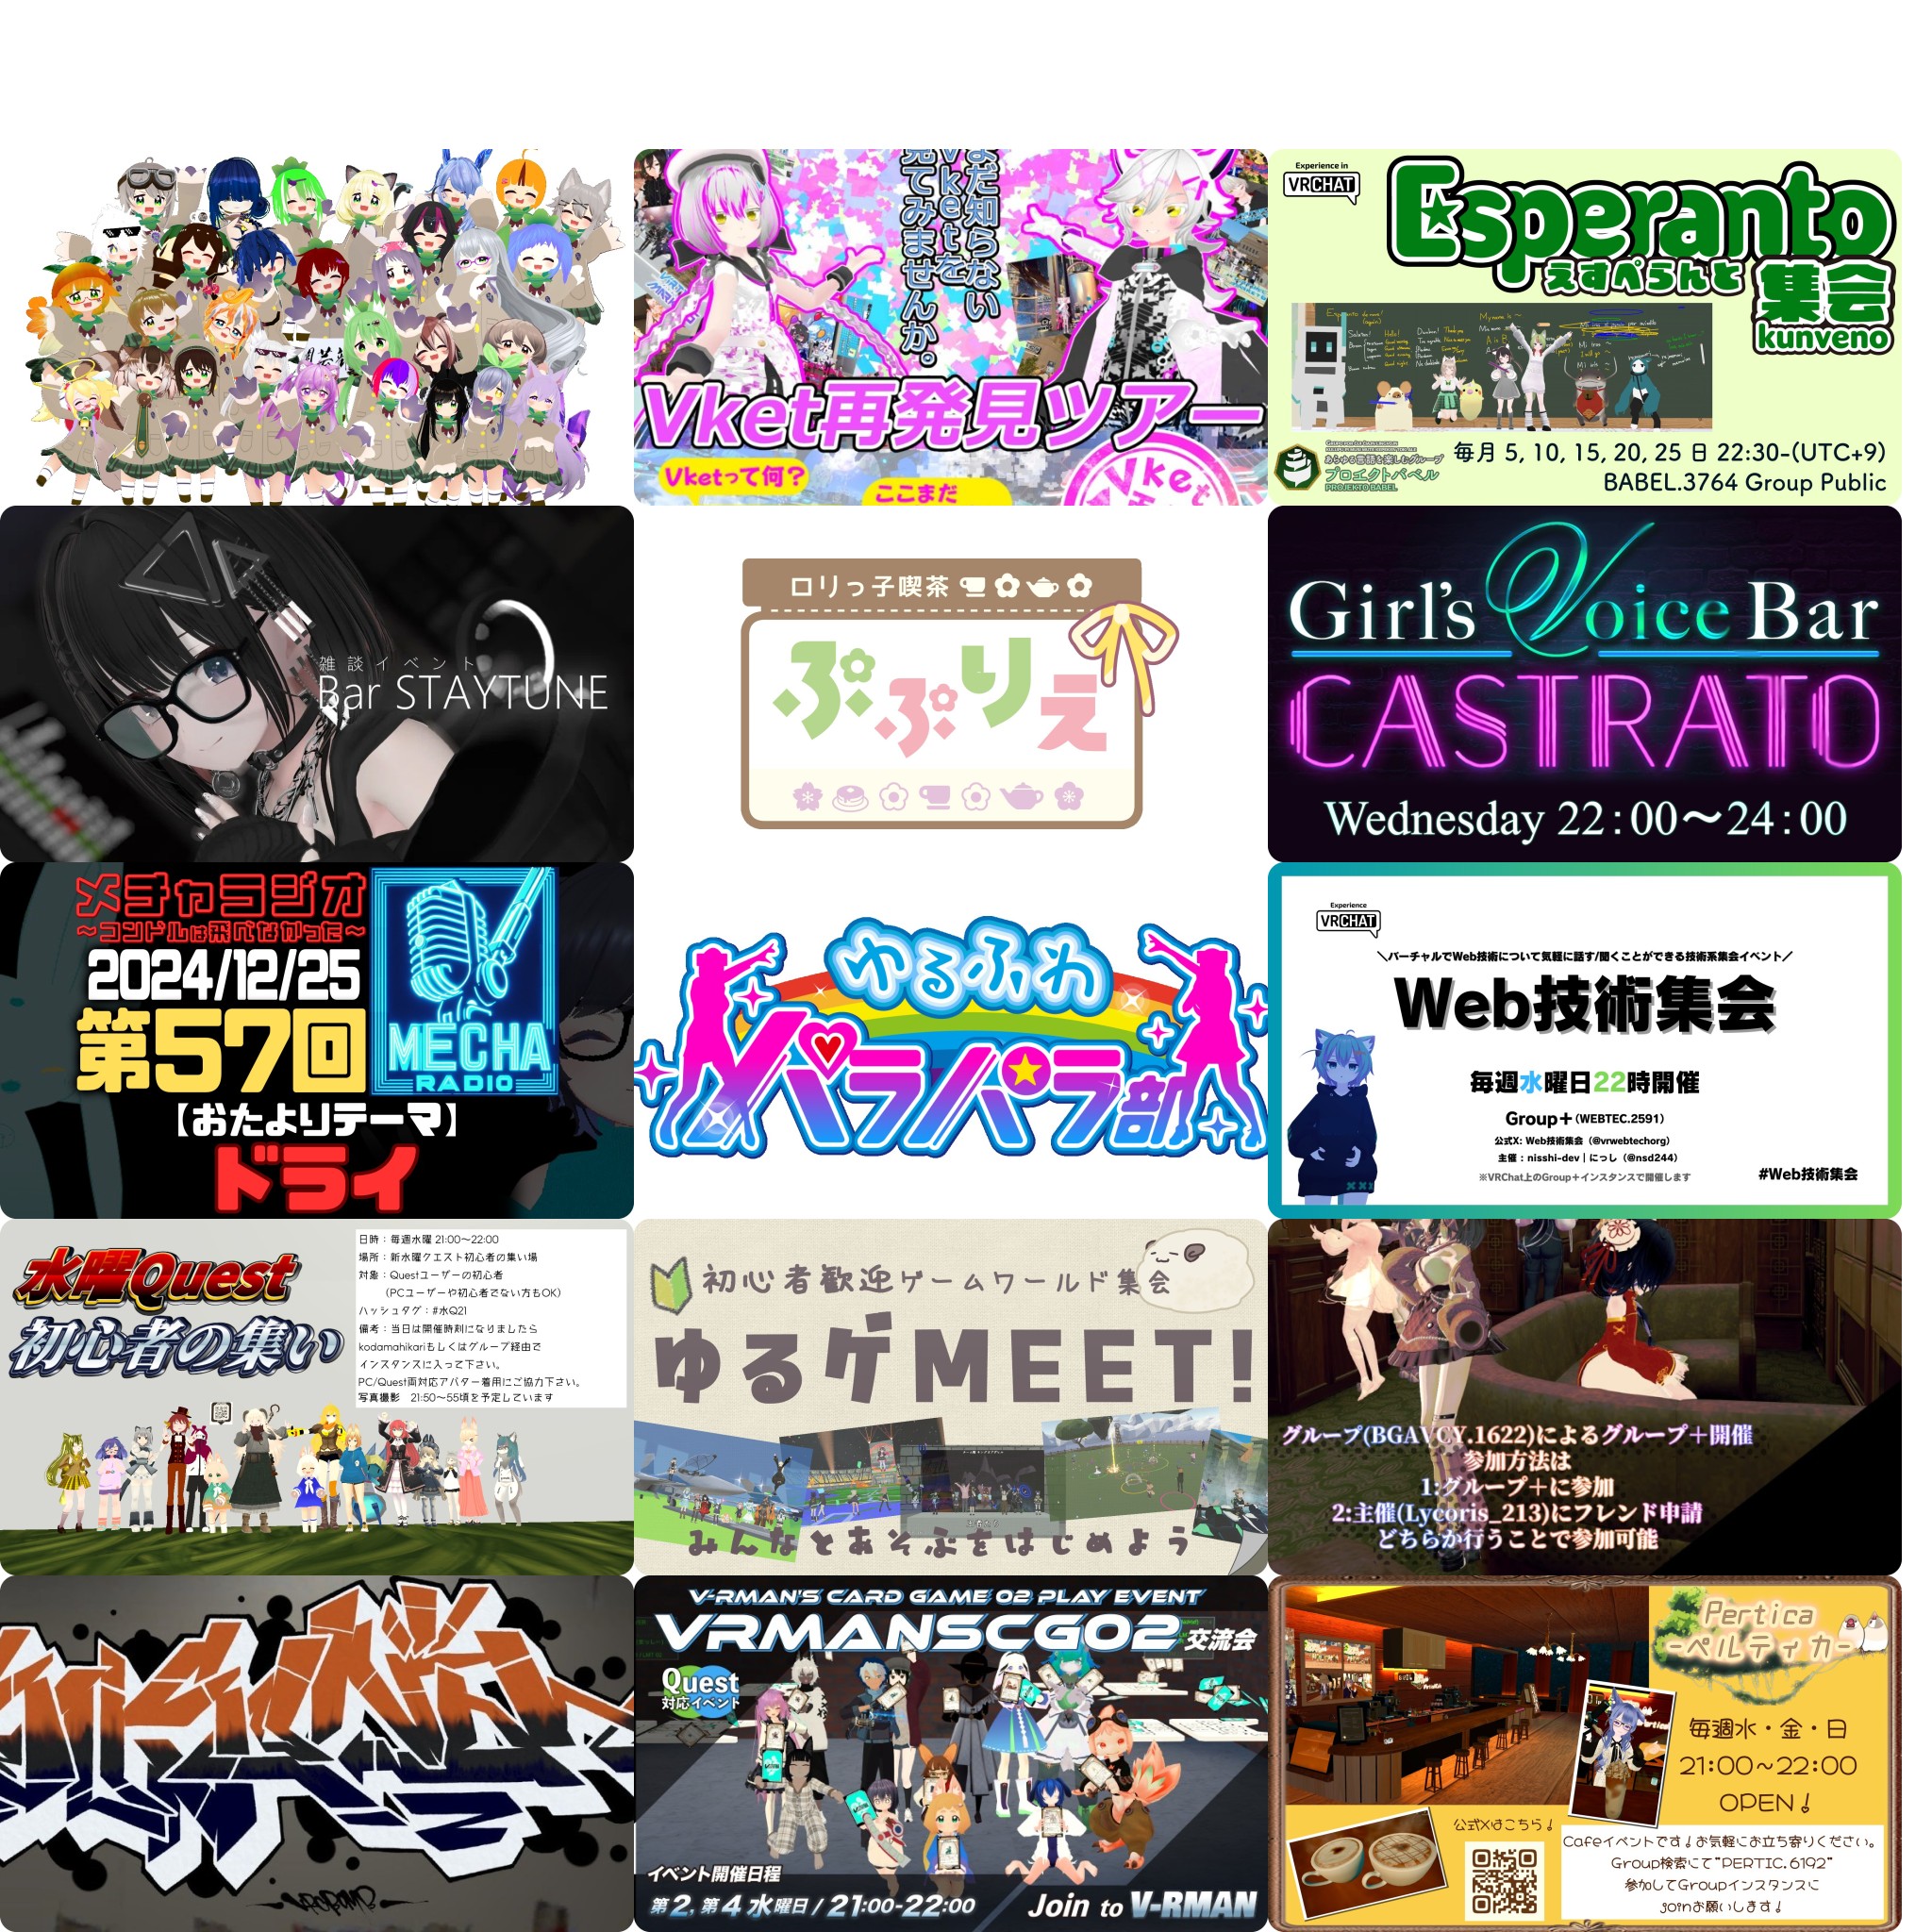 まだ知らない
Vketを
見てみませんか。
Vket再発見ツアー
Vketって何？
ここまだ
Vket
Experience in
VRCHAT
Esperanto
えすぺらんと
集会
kunveno
あらゆる言語を楽しむグループ
プロエクトバベル
PROJEKTO BABEL
毎月 5, 10, 15, 20, 25 日 22:30-(UTC+9)
BABEL.3764 Group Public
雑談イベント
Bar STAYTUNE
ロリっ子喫茶
ぷぷりえ
Girl's Voice Bar
CASTRATO
Wednesday 22:00〜24:00
メチャラジオ
〜コンドルは飛べなかった〜
2024/12/25
第57回
MECHA
RADIO
【おたよりテーマ】
ドライ
ゆるふわ
パラパラ部
Experience
VRCHAT
＼バーチャルでWeb技術について気軽に話す/聞くことができる技術系集会イベント／
Web技術集会
毎週水曜日22時開催
Group＋(WEBTEC.2591)
公式X: Web技術集会（@vrwebtechorg）
主催：nisshi-dev｜にっし（@nsd244）
※VRChat上のGroup＋インスタンスで開催します
#Web技術集会
水曜Quest
初心者の集い
日時：毎週水曜 21:00〜22:00
場所：新水曜クエスト初心者の集い場
対象：Questユーザーの初心者
（PCユーザーや初心者でない方もOK）
ハッシュタグ：#水Q21
備考：当日は開催時刻になりましたら
kodamahikariもしくはグループ経由で
インスタンスに入って下さい。
PC/Quest両対応アバター着用にご協力下さい。
写真撮影　21:50〜55頃を予定しています
初心者歓迎ゲームワールド集会
ゆるゲMEET!
みんなとあそぶをはじめよう
グループ(BGAVCY.1622)によるグループ＋開催
参加方法は
1:グループ＋に参加
2:主催(Lycoris_213)にフレンド申請
どちらか行うことで参加可能
V-RMAN'S CARD GAME 02 PLAY EVENT
VRMANSCG02 交流会
Quest
対応イベント
イベント開催日程
第2, 第4 水曜日 / 21:00-22:00
Join to V-RMAN
Pertica
-ペルティカ-
毎週水・金・日
21:00〜22:00
OPEN！
公式Xはこちら！
Cafeイベントです！お気軽にお立ち寄りください。
Group検索にて"PERTIC.6192"
参加してGroupインスタンスに
joinお願いします！